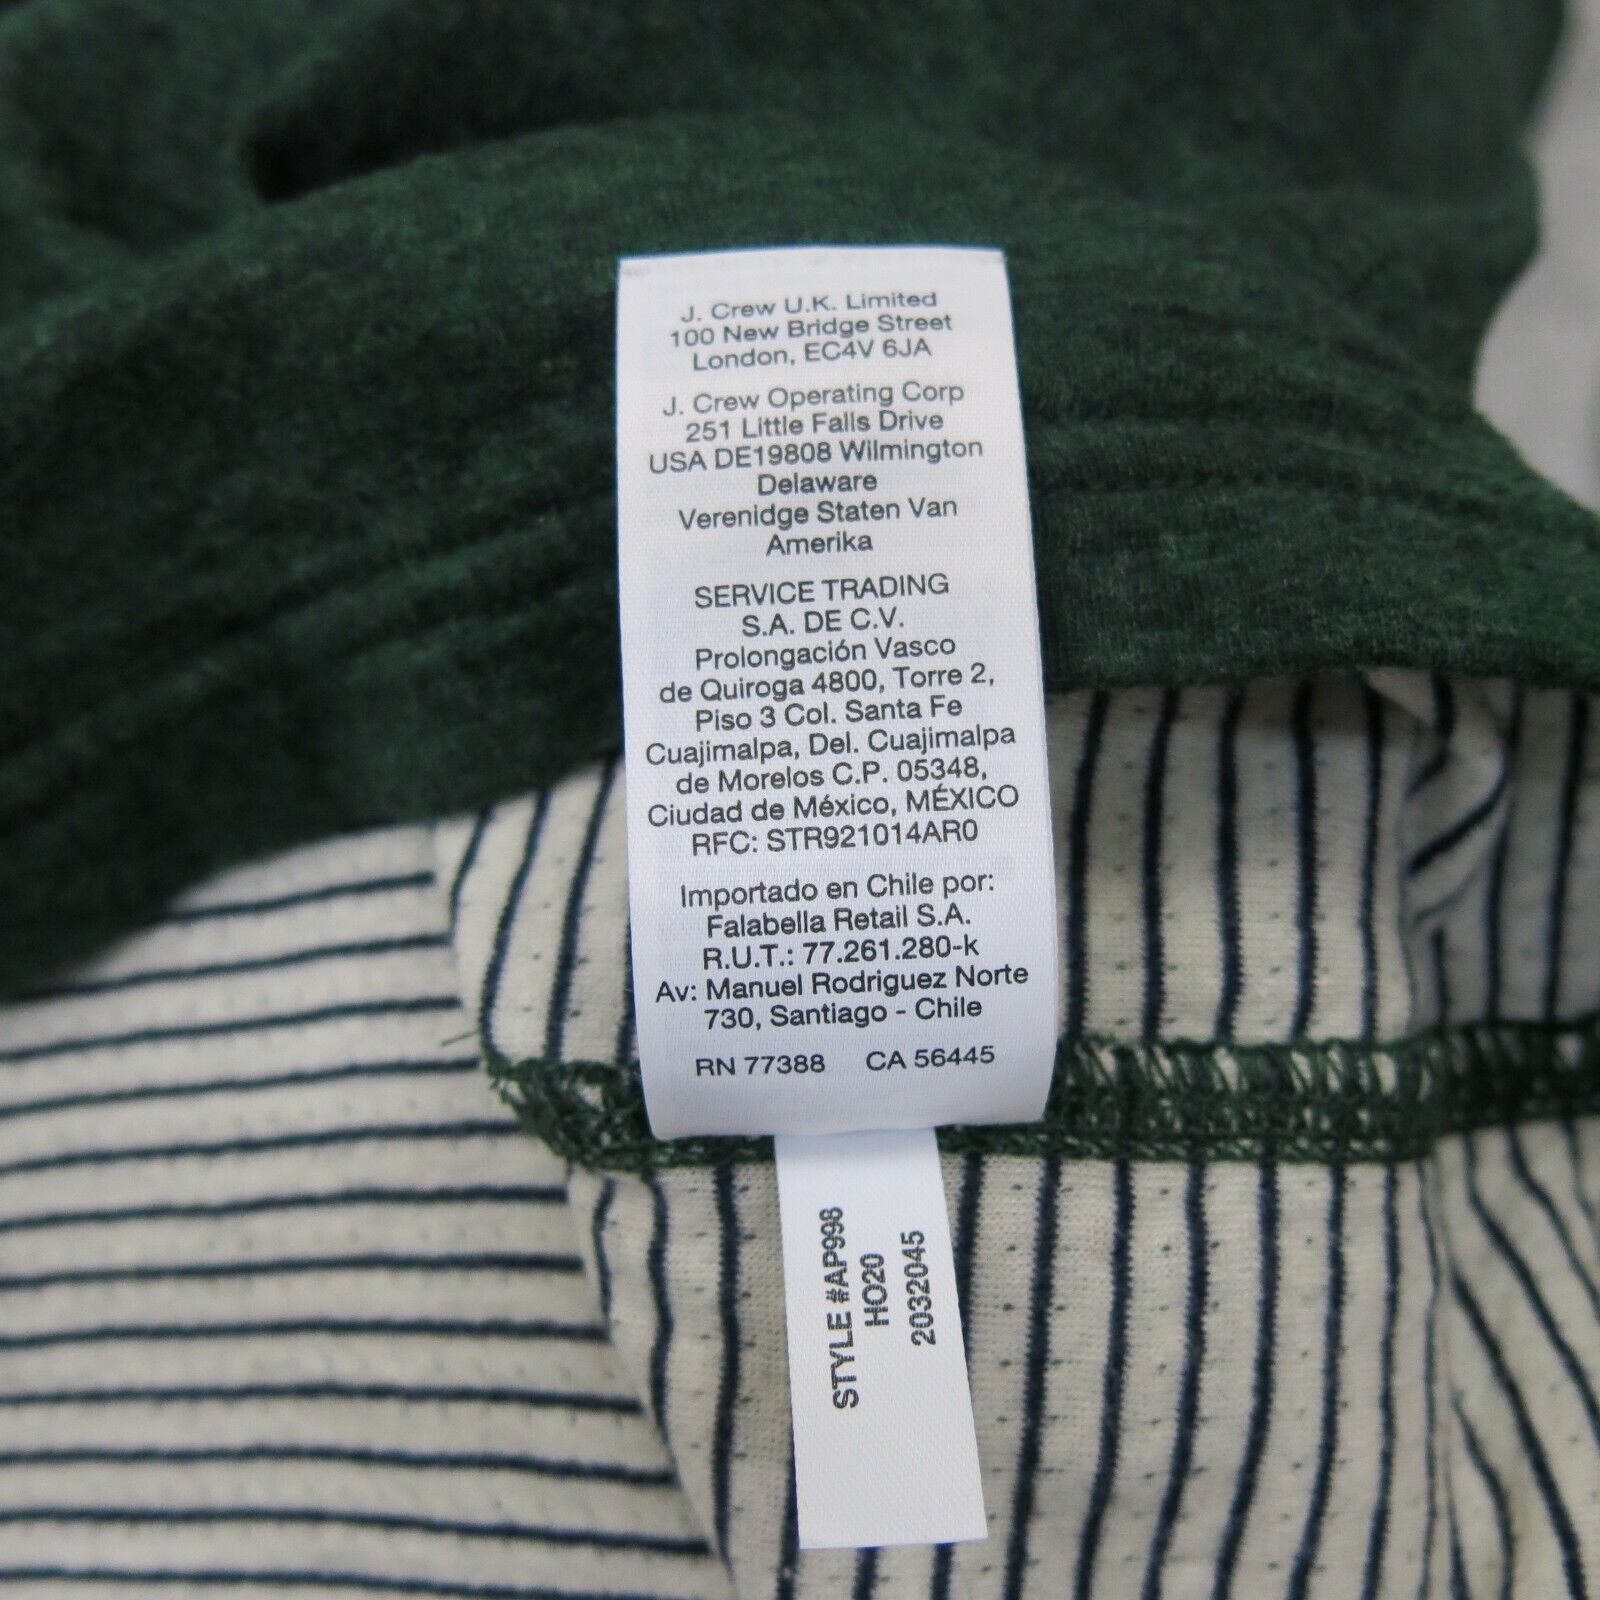 J. Crew U.K. Limited
100 New Bridge Street
London, EC4V 6JA
J. Crew Operating Corp
251 Little Falls Drive
USA DE19808 Wilmington
Delaware
Verenidge Staten Van
Amerika
SERVICE TRADING
S.A. DE C.V.
Prolongación Vasco
de Quiroga 4800, Torre 2,
Piso 3 Col. Santa Fe
Cuajimalpa, Del. Cuajimalpa
de Morelos C.P. 05348,
Ciudad de México, MÉXICO
RFC: STR921014AR0
Importado en Chile por:
Falabella Retail S.A.
R.U.T.: 77.261.280-k
Av: Manuel Rodriguez Norte
730, Santiago - Chile
RN 77388 CA 56445
STYLE #AP998
HO20
2032045